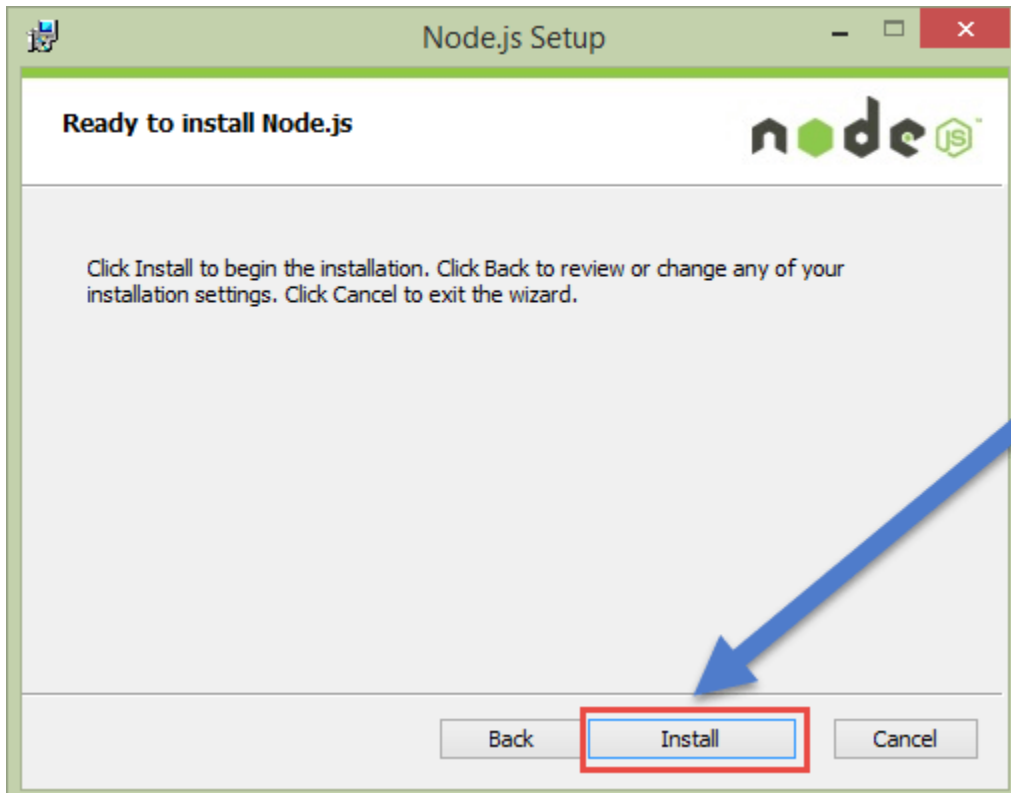 Node.js Setup
Ready to install Node.js
node JS™
Click Install to begin the installation. Click Back to review or change any of your
installation settings. Click Cancel to exit the wizard.
Back Install Cancel